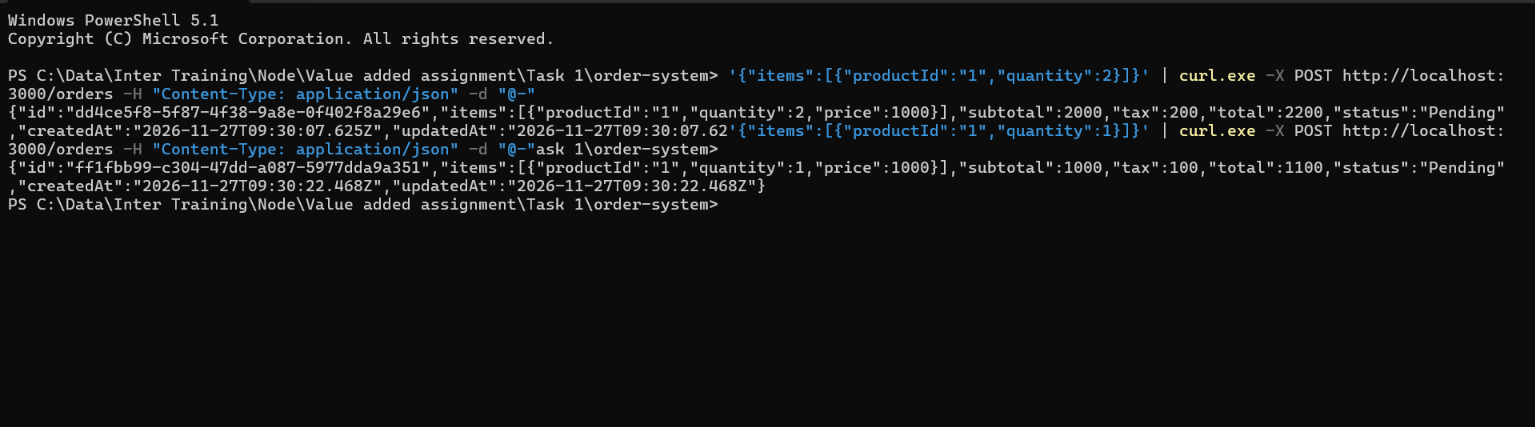 Windows PowerShell 5.1
Copyright (C) Microsoft Corporation. All rights reserved.
PS C:\Data\Inter Training\Node\Value added assignment\Task 1\order-system> '{"items":[{"productId":"1","quantity":2}]}' | curl.exe -X POST http://localhost:
3000/orders -H "Content-Type: application/json" -d "@-"
{"id":"dd4ce5f8-5f87-4f38-9a8e-0f402f8a29e6","items":[{"productId":"1","quantity":2,"price":1000}],"subtotal":2000,"tax":200,"total":2200,"status":"Pending"
,"createdAt":"2026-11-27T09:30:07.625Z","updatedAt":"2026-11-27T09:30:07.62'{"items":[{"productId":"1","quantity":1}]}' | curl.exe -X POST http://localhost:
3000/orders -H "Content-Type: application/json" -d "@-"ask 1\order-system>
{"id":"ff1fbb99-c304-47dd-a087-5977dda9a351","items":[{"productId":"1","quantity":1,"price":1000}],"subtotal":1000,"tax":100,"total":1100,"status":"Pending"
,"createdAt":"2026-11-27T09:30:22.468Z","updatedAt":"2026-11-27T09:30:22.468Z"}
PS C:\Data\Inter Training\Node\Value added assignment\Task 1\order-system>